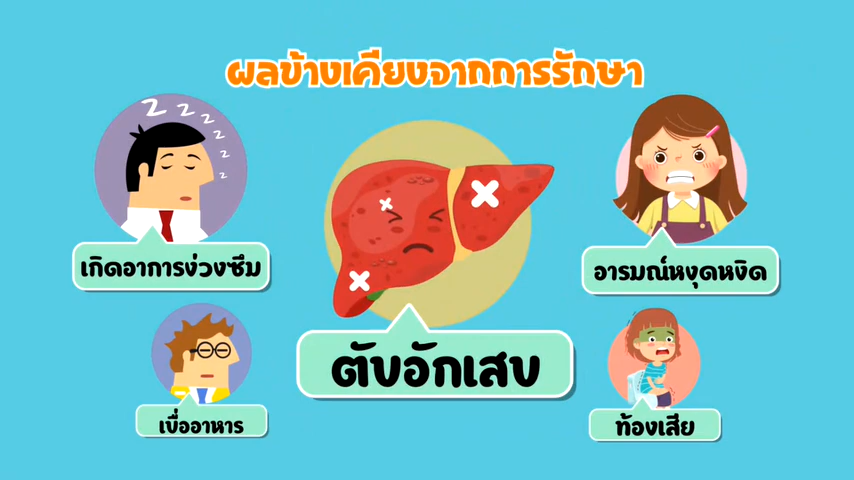 ผลข้างเคียงจากการรักษา
Z Z Z Z Z Z Z
เกิดอาการง่วงซึม
อารมณ์หงุดหงิด
ตับอักเสบ
เบื่ออาหาร
ท้องเสีย